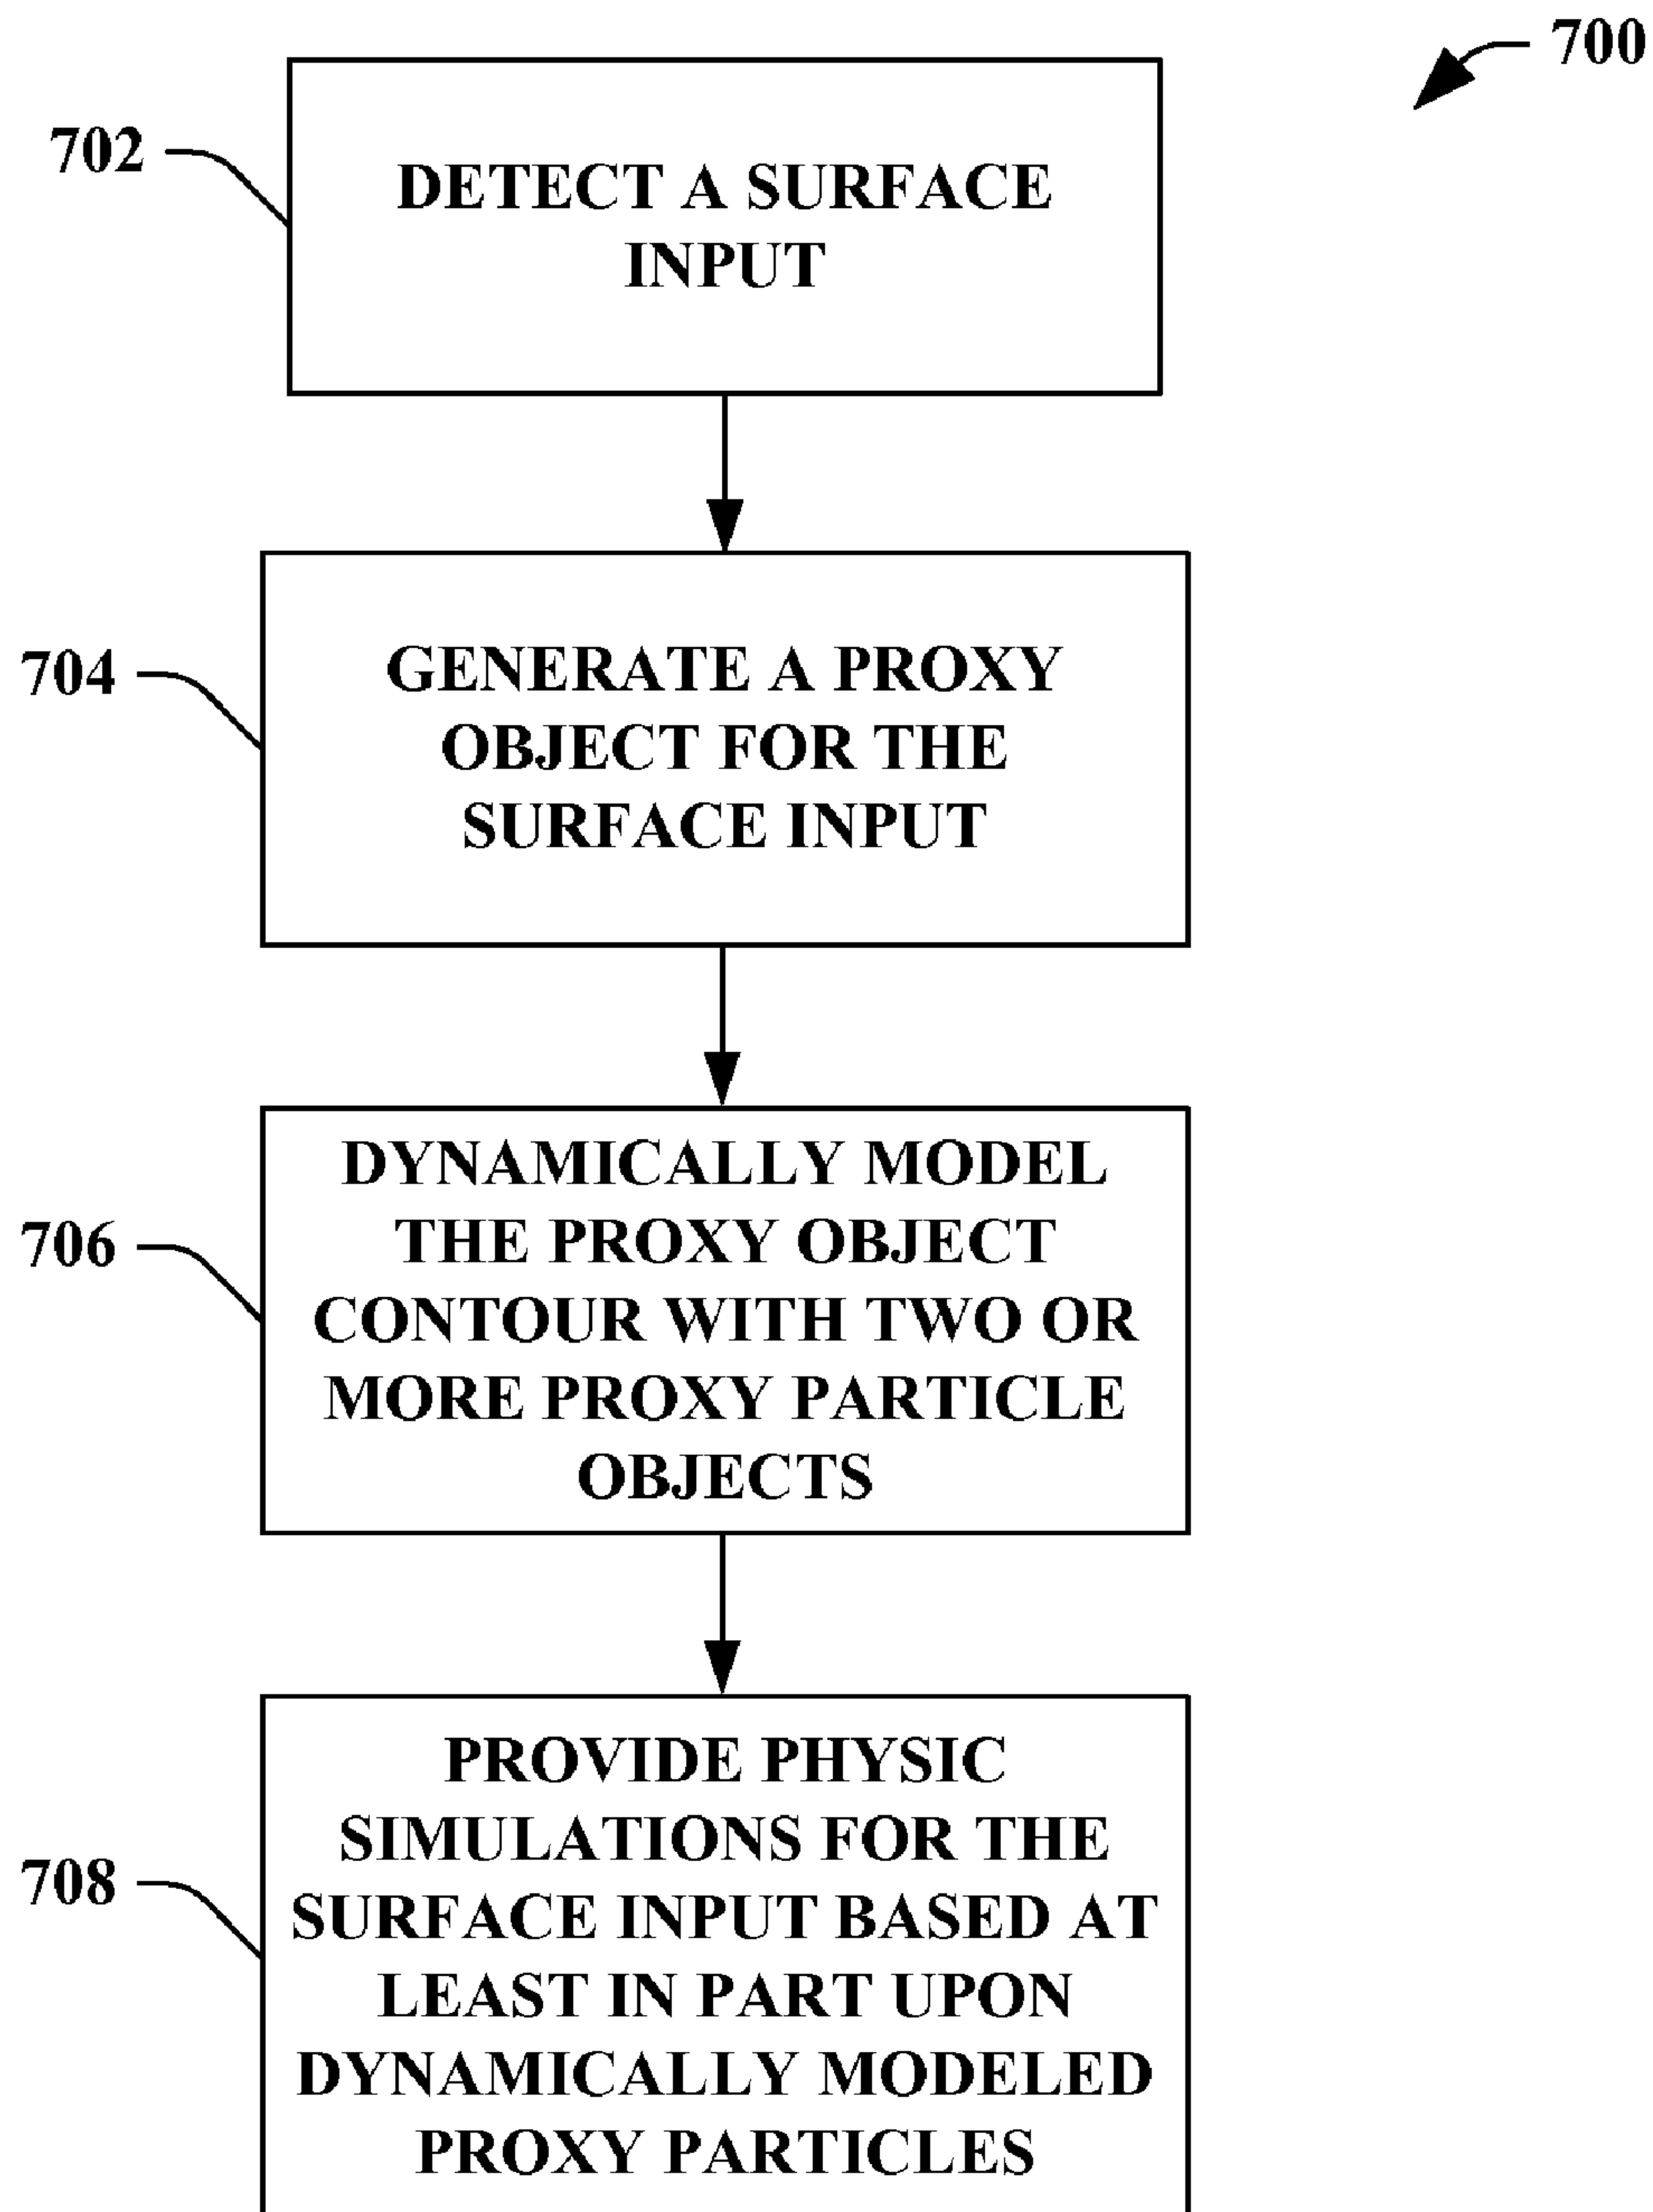 700
702
DETECT A SURFACE
INPUT
704
GENERATE A PROXY
OBJECT FOR THE
SURFACE INPUT
706
DYNAMICALLY MODEL
THE PROXY OBJECT
CONTOUR WITH TWO OR
MORE PROXY PARTICLE
OBJECTS
708
PROVIDE PHYSIC
SIMULATIONS FOR THE
SURFACE INPUT BASED AT
LEAST IN PART UPON
DYNAMICALLY MODELED
PROXY PARTICLES